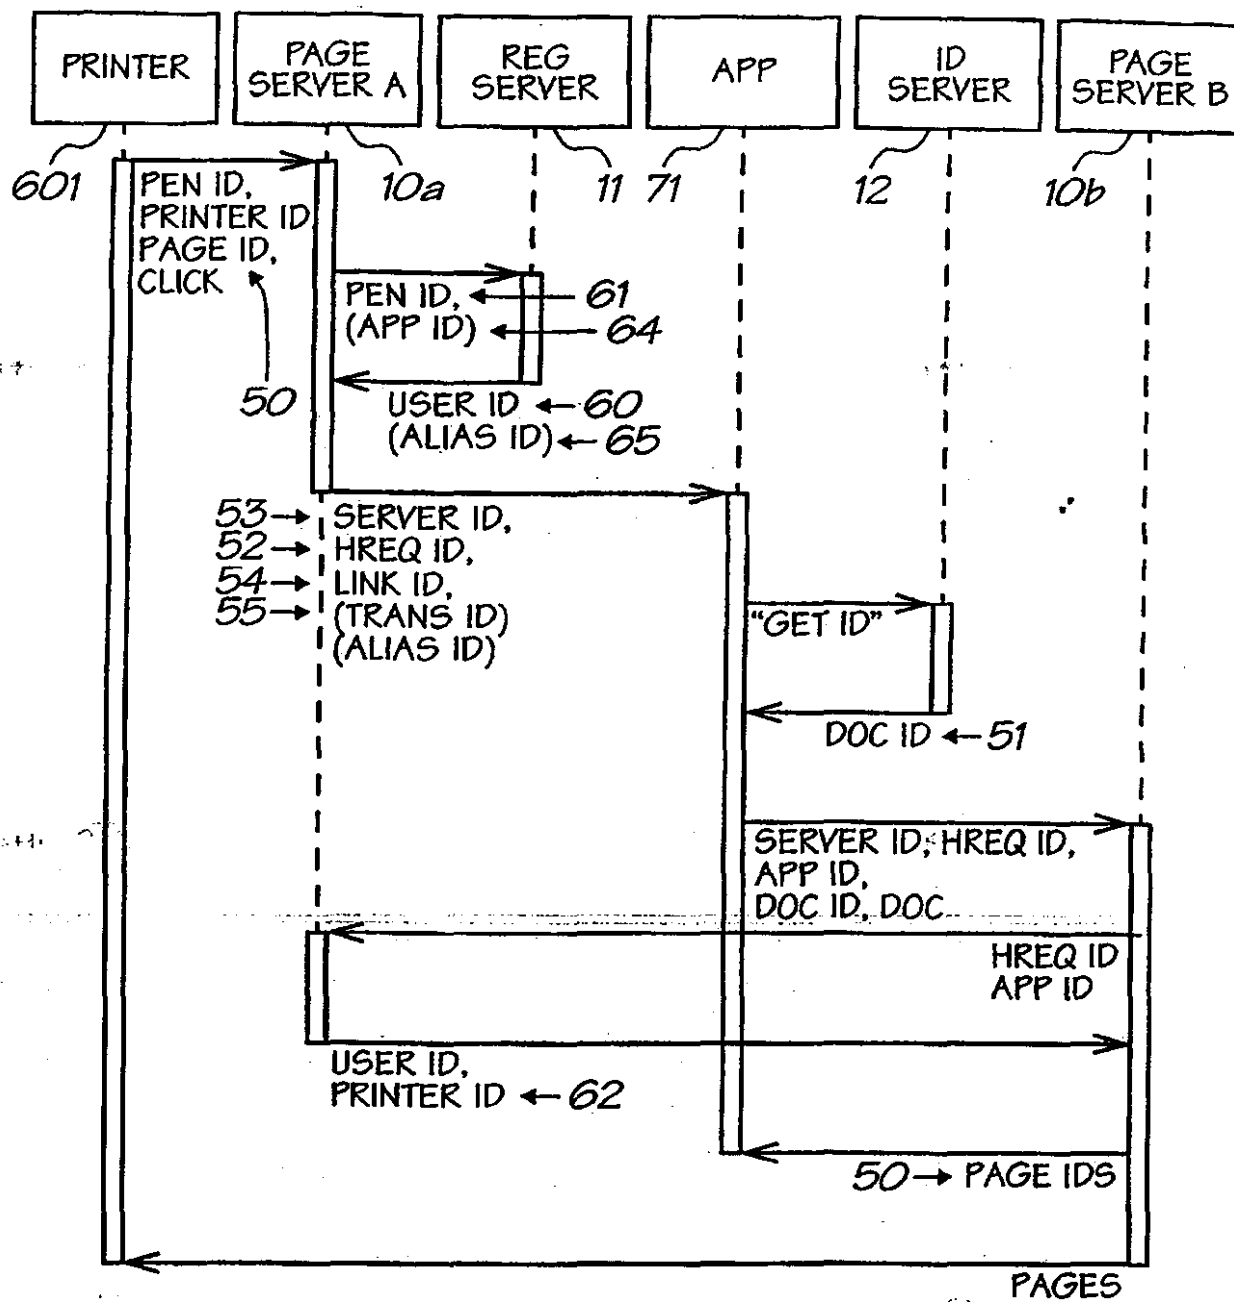 PRINTER
PAGE
SERVER A
REG
SERVER
APP
ID
SERVER
PAGE
SERVER B
601
10a
11
71
12
10b
PEN ID,
PRINTER ID
PAGE ID,
CLICK
50
PEN ID, ← 61
(APP ID) ← 64
USER ID ← 60
(ALIAS ID) ← 65
53 → SERVER ID,
52 → HREQ ID,
54 → LINK ID,
55 → (TRANS ID)
(ALIAS ID)
"GET ID"
DOC ID ← 51
SERVER ID, HREQ ID,
APP ID,
DOC ID, DOC
HREQ ID
APP ID
USER ID,
PRINTER ID ← 62
50 → PAGE IDS
PAGES